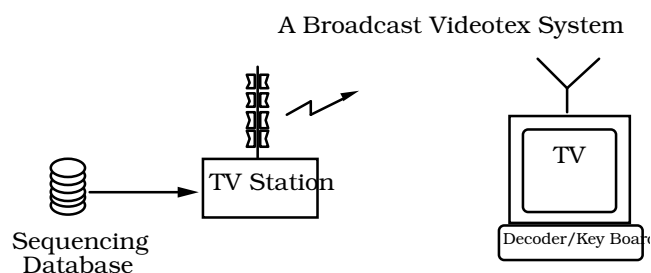 A Broadcast Videotex System
TV
TV Station
Decoder/Key Board
Sequencing
Database